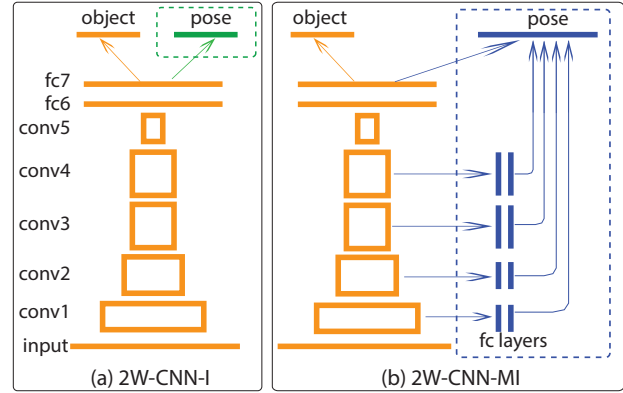 object pose
fc7
fc6
conv5
conv4
conv3
conv2
conv1
input
(a) 2W-CNN-I
object pose
fc layers
(b) 2W-CNN-MI